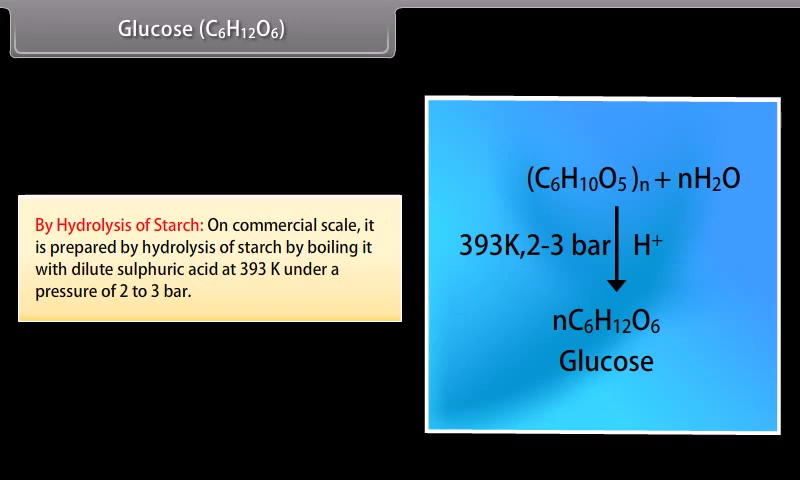 Glucose (C₆H₁₂O₆)
By Hydrolysis of Starch: On commercial scale, it
is prepared by hydrolysis of starch by boiling it
with dilute sulphuric acid at 393 K under a
pressure of 2 to 3 bar.
(C₆H₁₀O₅)ₙ + nH₂O
393K,2-3 bar H⁺
nC₆H₁₂O₆
Glucose